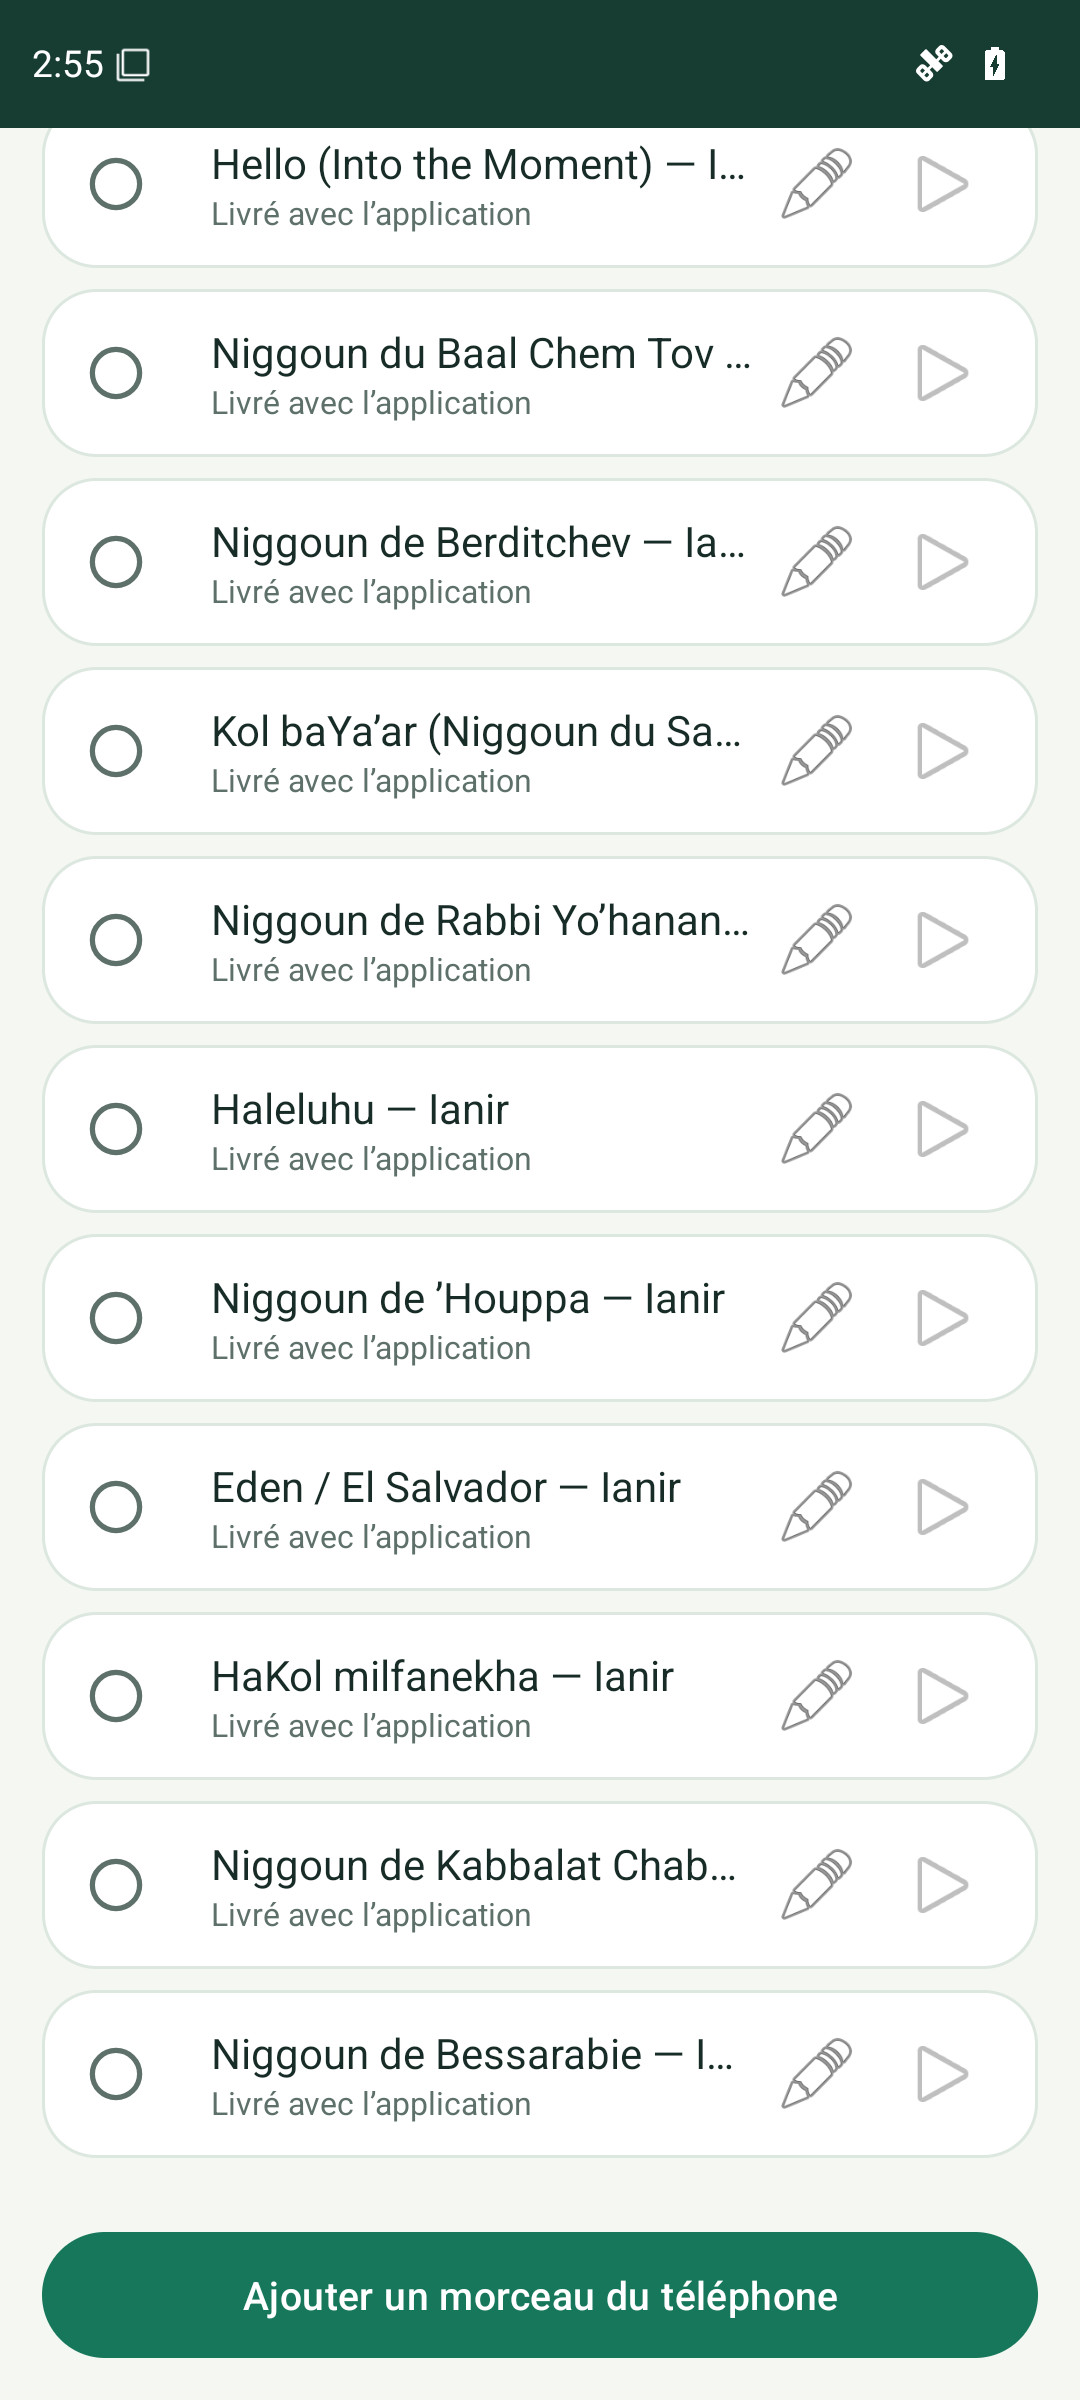 2:55
Hello (Into the Moment) — I...
Livré avec l’application
Niggoun du Baal Chem Tov ...
Livré avec l’application
Niggoun de Berditchev — Ia...
Livré avec l’application
Kol baYa’ar (Niggoun du Sa...
Livré avec l’application
Niggoun de Rabbi Yo’hanan...
Livré avec l’application
Haleluhu — Ianir
Livré avec l’application
Niggoun de ’Houppa — Ianir
Livré avec l’application
Eden / El Salvador — Ianir
Livré avec l’application
HaKol milfanekha — Ianir
Livré avec l’application
Niggoun de Kabbalat Chab...
Livré avec l’application
Niggoun de Bessarabie — I...
Livré avec l’application
Ajouter un morceau du téléphone